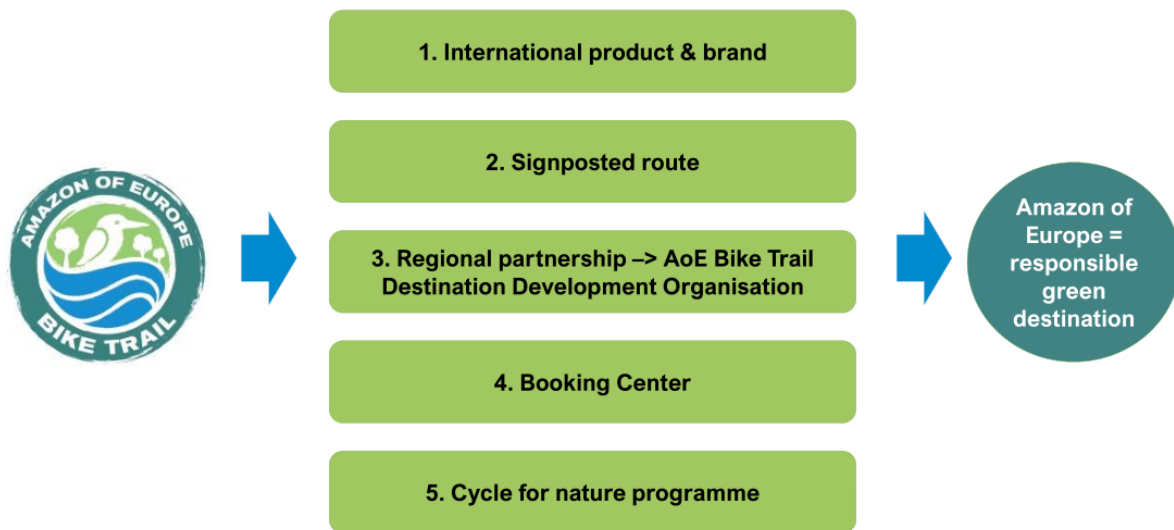 AMAZON OF EUROPE
BIKE TRAIL
1. International product & brand
2. Signposted route
3. Regional partnership –> AoE Bike Trail
Destination Development Organisation
4. Booking Center
5. Cycle for nature programme
Amazon of
Europe =
responsible
green
destination